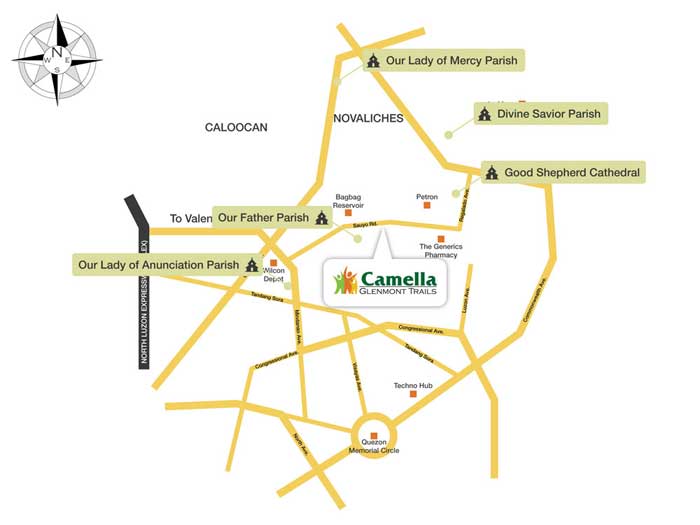 N
W
E
S
Our Lady of Mercy Parish
Divine Savior Parish
NOVALICHES
CALOOCAN
Good Shepherd Cathedral
Regalado Ave.
Bagbag
Reservoir
Petron
To Valen
Our Father Parish
Sauyo Rd.
The Generics
Pharmacy
Our Lady of Anunciation Parish
Wilcon
Depot
Camella
GLENMONT TRAILS
NORTH LUZON EXPRESSW
EX)
Tandang Sora
Mindanao Ave.
Luzon Ave.
Commonwealth Ave.
Congressional Ave.
Tandang Sora
Congressional Ave.
Visayas Ave.
Techno Hub
North Ave.
Quezon
Memorial Circle